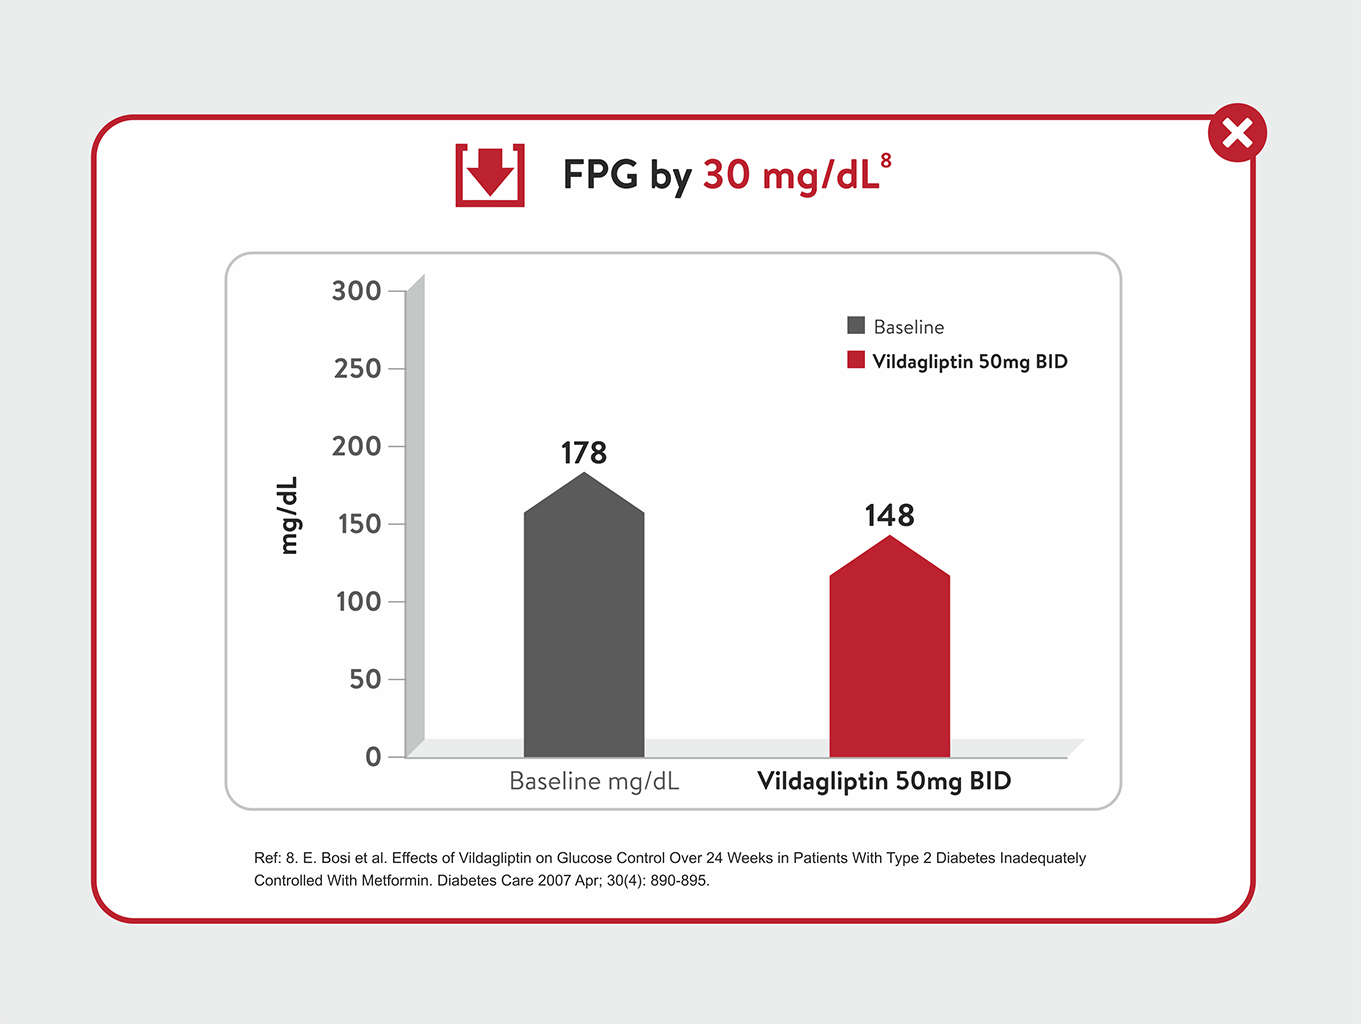 FPG by 30 mg/dL⁸
300
250
200
150
100
50
0
mg/dL
Baseline
Vildagliptin 50mg BID
178
148
Baseline mg/dL
Vildagliptin 50mg BID
Ref: 8. E. Bosi et al. Effects of Vildagliptin on Glucose Control Over 24 Weeks in Patients With Type 2 Diabetes Inadequately
Controlled With Metformin. Diabetes Care 2007 Apr; 30(4): 890-895.